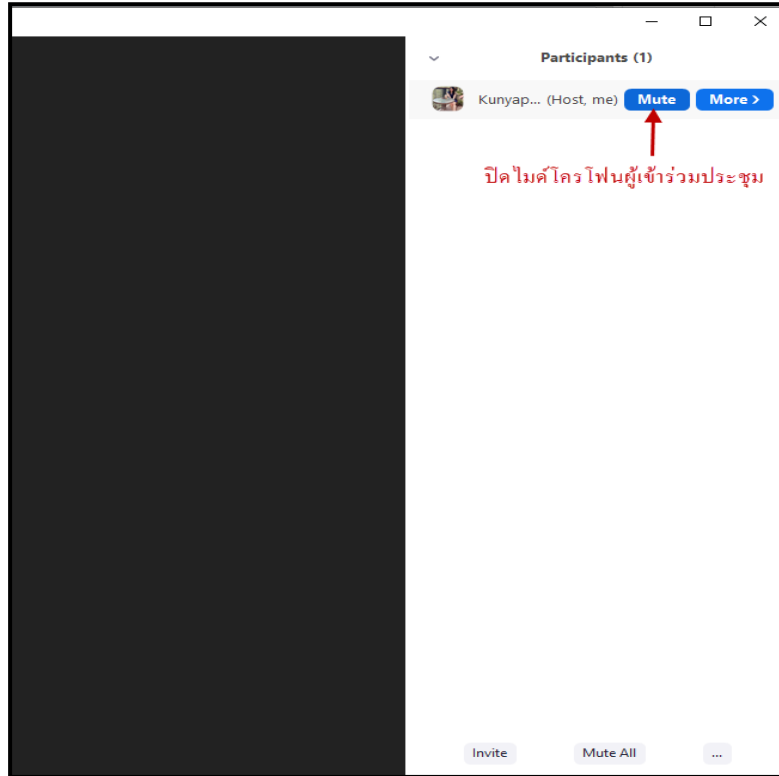 Participants (1)
Kunyap... (Host, me) Mute More >
ปิดไมค์โครโฟนผู้เข้าร่วมประชุม
Invite Mute All ...